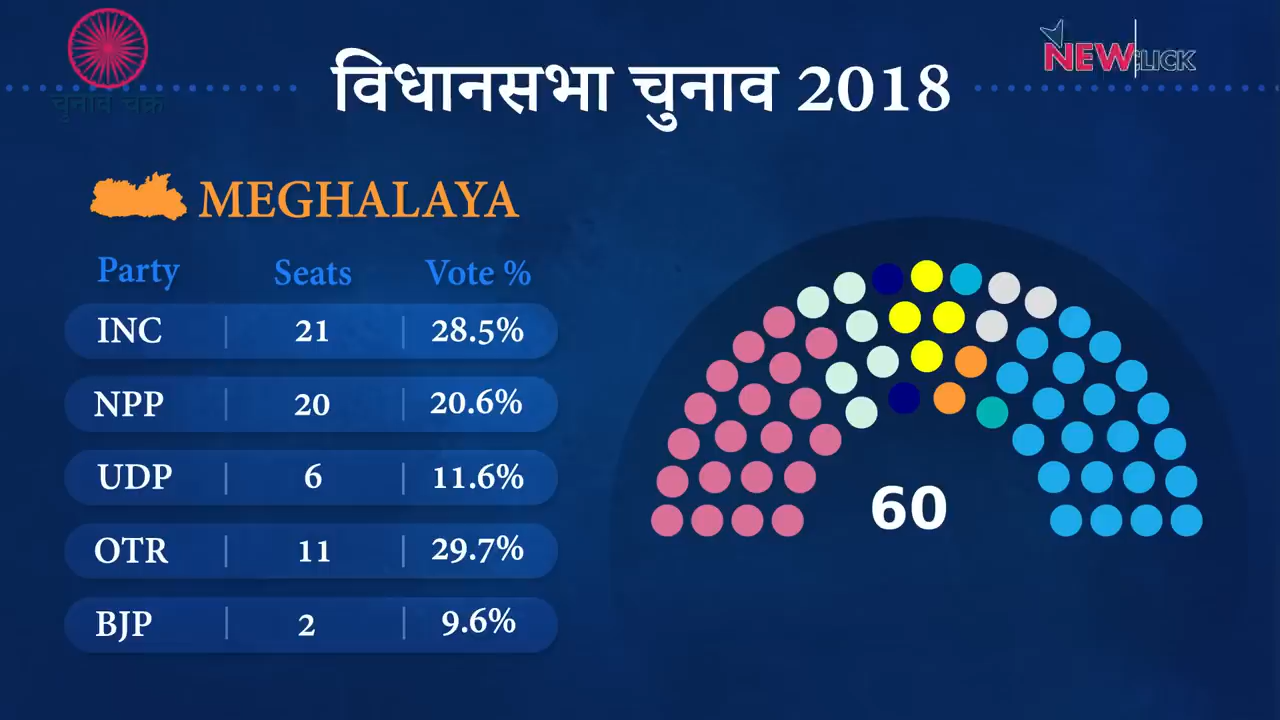 चुनाव चक्र
विधानसभा चुनाव 2018
NEWSCLICK
MEGHALAYA
Party Seats Vote %
INC 21 28.5%
NPP 20 20.6%
UDP 6 11.6%
OTR 11 29.7%
BJP 2 9.6%
60